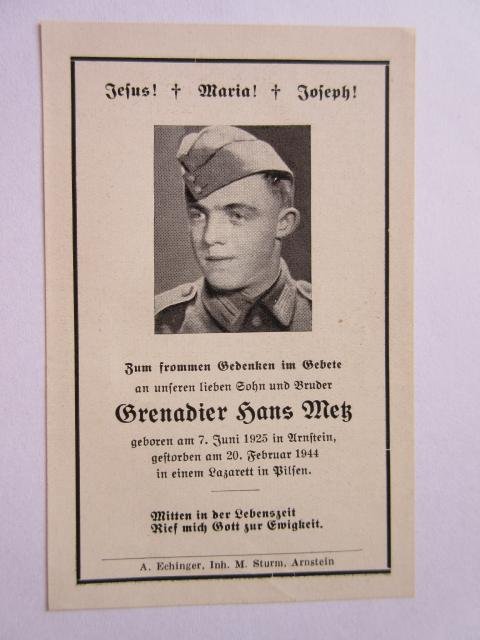 Jesus! † Maria! † Joseph!
Zum frommen Gedenken im Gebete
an unseren lieben Sohn und Bruder
Grenadier Hans Metz
geboren am 7. Juni 1925 in Arnstein,
gestorben am 20. Februar 1944
in einem Lazarett in Pilsen.
Mitten in der Lebenszeit
Rief mich Gott zur Ewigkeit.
A. Echinger, Inh. M. Sturm, Arnstein